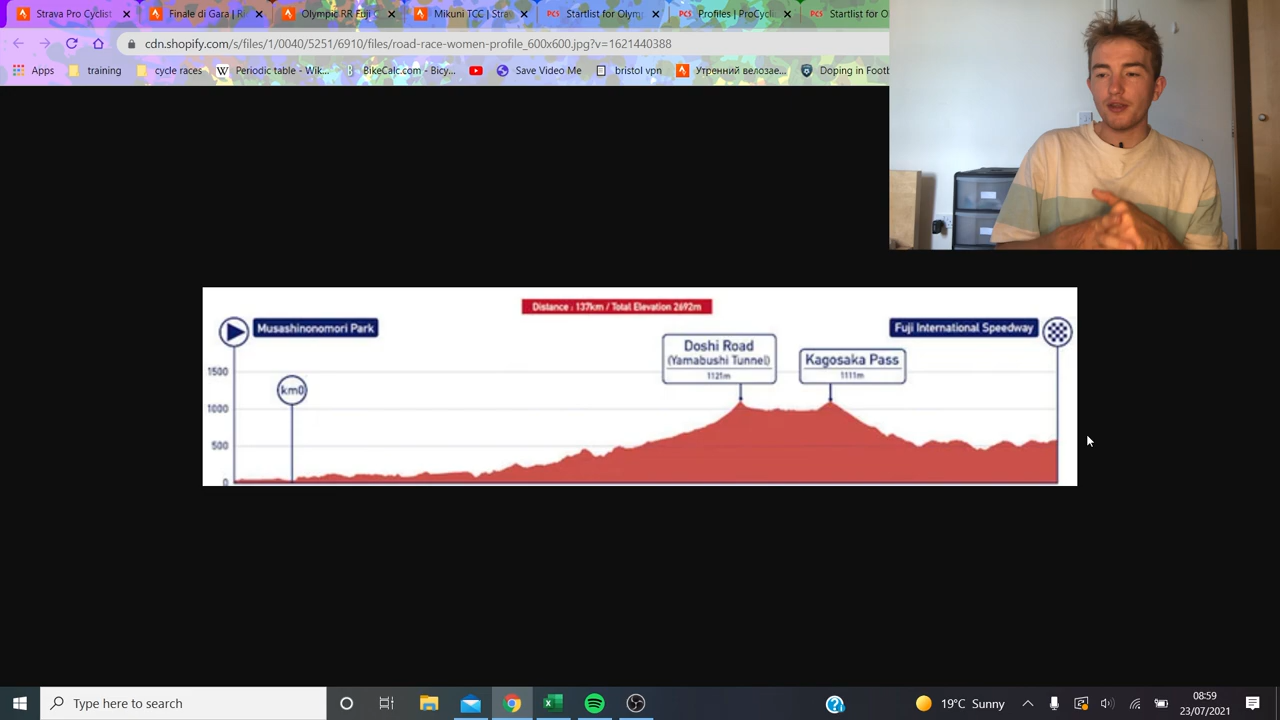 Strava Pro Cyclist
Finale di Gara | Ri
Olympic RR Fuji C
Mikuni TCC | Strav
Startlist for Olym
Profiles | ProCyclin
Startlist for O
cdn.shopify.com/s/files/1/0040/5251/6910/files/road-race-women-profile_600x600.jpg?v=1621440388
Apps
training
cycle races
Periodic table - Wik...
BikeCalc.com - Bicy...
Save Video Me
bristol vpn
Утренний велозае...
Doping in Footb
Distance : 137km / Total Elevation 2692m
Musashinonomori Park
Fuji International Speedway
Doshi Road
(Yamabushi Tunnel)
1121m
Kagosaka Pass
1111m
km0
1500
1000
500
0
Type here to search
19°C Sunny
08:59
23/07/2021